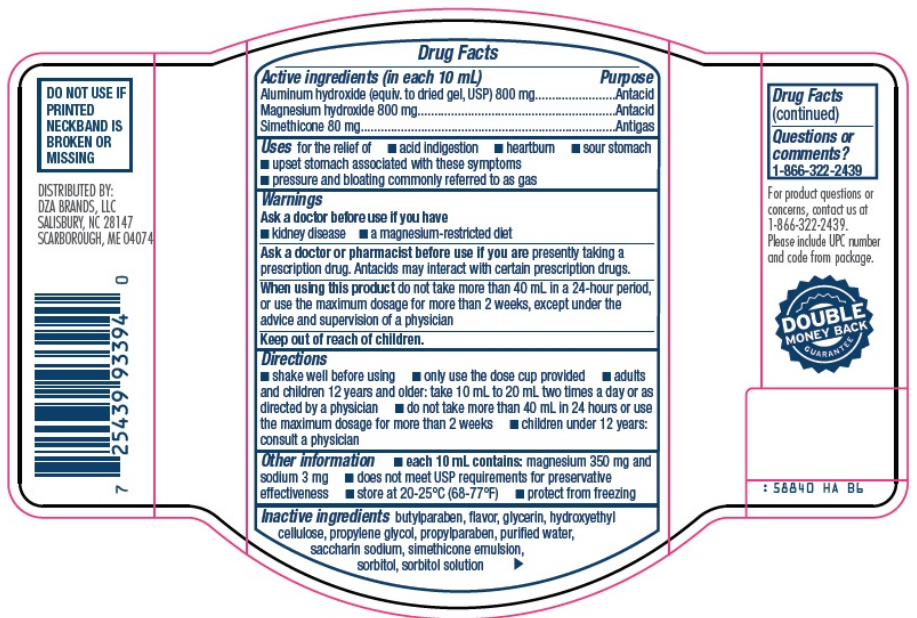 DO NOT USE IF
PRINTED
NECKBAND IS
BROKEN OR
MISSING
DISTRIBUTED BY:
DZA BRANDS, LLC
SALISBURY, NC 28147
SCARBOROUGH, ME 04074
7 25439 93394 0
Drug Facts
Active ingredients (in each 10 mL) Purpose
Aluminum hydroxide (equiv. to dried gel, USP) 800 mg........................Antacid
Magnesium hydroxide 800 mg........................Antacid
Simethicone 80 mg........................Antigas
Uses for the relief of ■ acid indigestion ■ heartburn ■ sour stomach
■ upset stomach associated with these symptoms
■ pressure and bloating commonly referred to as gas
Warnings
Ask a doctor before use if you have
■ kidney disease ■ a magnesium-restricted diet
Ask a doctor or pharmacist before use if you are presently taking a
prescription drug. Antacids may interact with certain prescription drugs.
When using this product do not take more than 40 mL in a 24-hour period,
or use the maximum dosage for more than 2 weeks, except under the
advice and supervision of a physician
Keep out of reach of children.
Directions
■ shake well before using ■ only use the dose cup provided ■ adults
and children 12 years and older: take 10 mL to 20 mL two times a day or as
directed by a physician ■ do not take more than 40 mL in 24 hours or use
the maximum dosage for more than 2 weeks ■ children under 12 years:
consult a physician
Other information ■ each 10 mL contains: magnesium 350 mg and
sodium 3 mg ■ does not meet USP requirements for preservative
effectiveness ■ store at 20-25°C (68-77°F) ■ protect from freezing
Inactive ingredients butylparaben, flavor, glycerin, hydroxyethyl
cellulose, propylene glycol, propylparaben, purified water,
saccharin sodium, simethicone emulsion,
sorbitol, sorbitol solution ▶
Drug Facts
(continued)
Questions or
comments?
1-866-322-2439
For product questions or
concerns, contact us at
1-866-322-2439.
Please include UPC number
and code from package.
DOUBLE
MONEY BACK
GUARANTEE
: 58840 HA B6